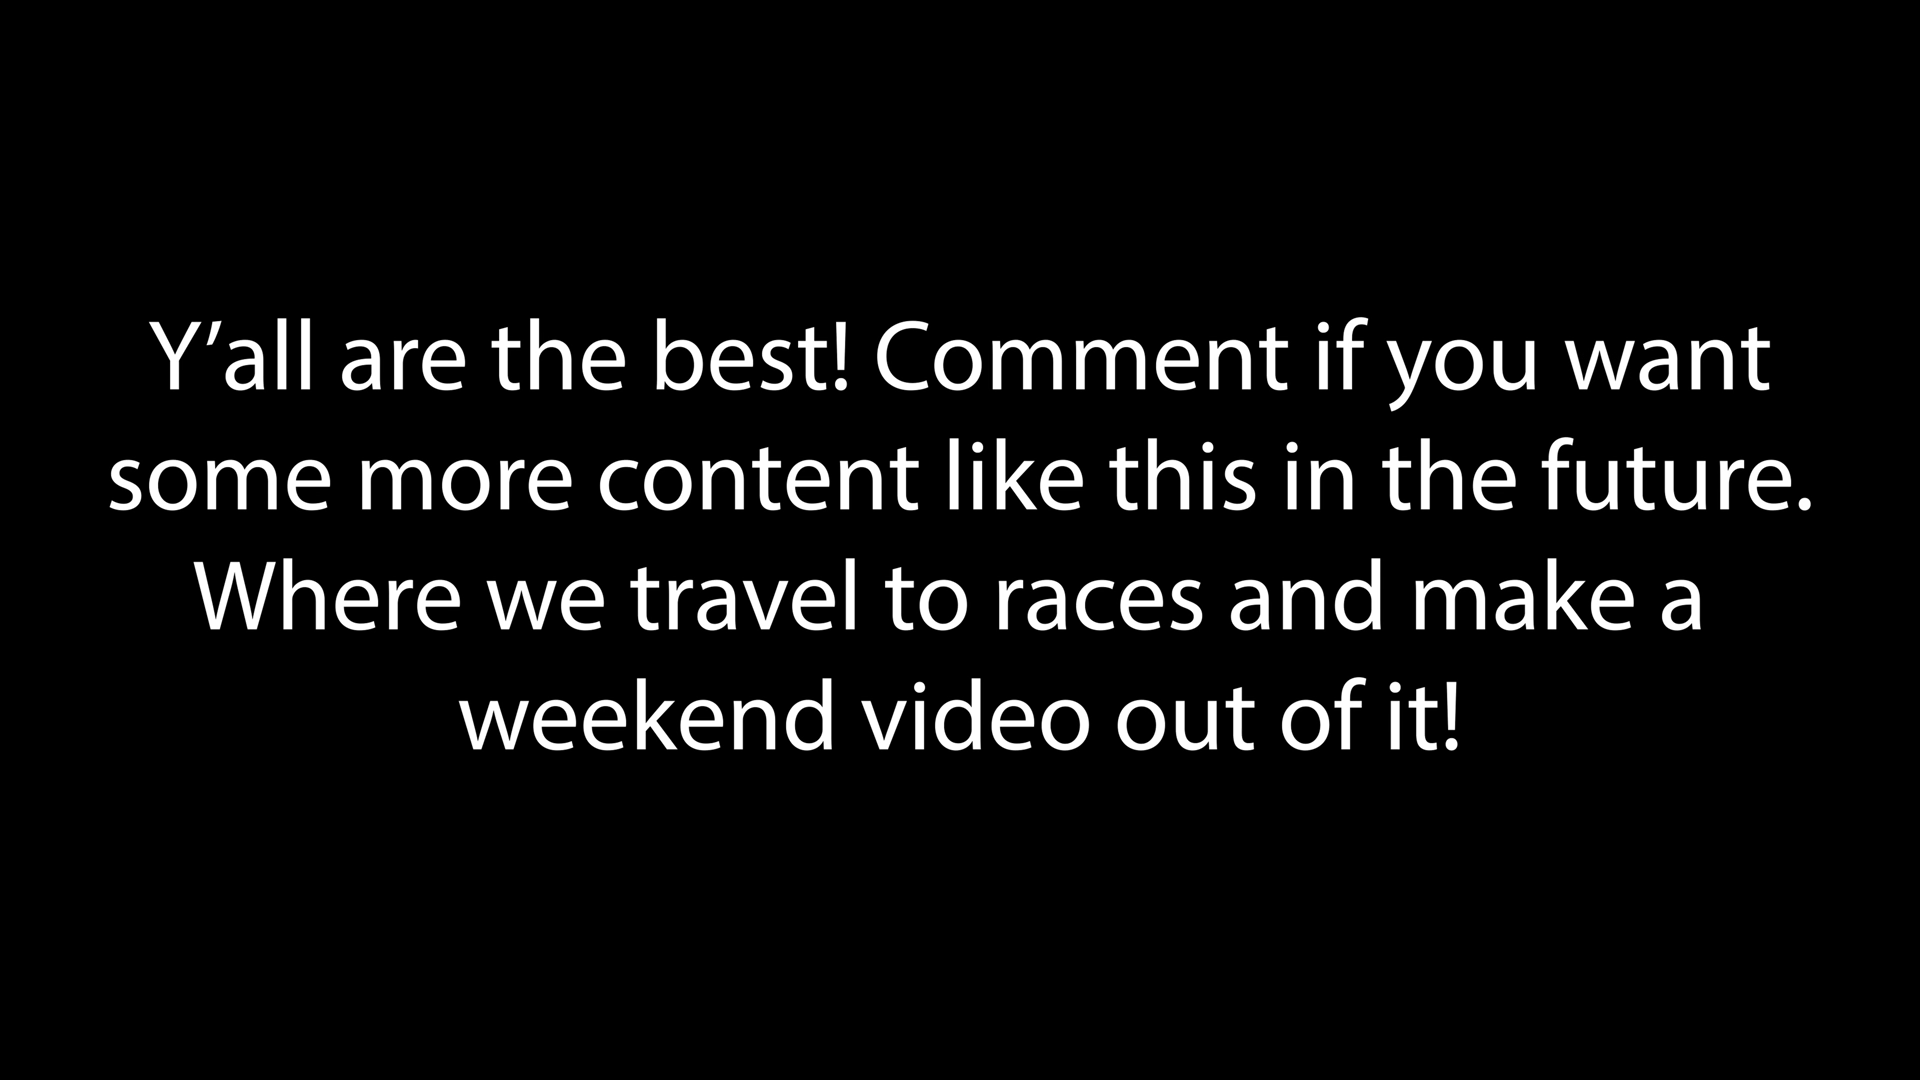 Y’all are the best! Comment if you want
some more content like this in the future.
Where we travel to races and make a
weekend video out of it!